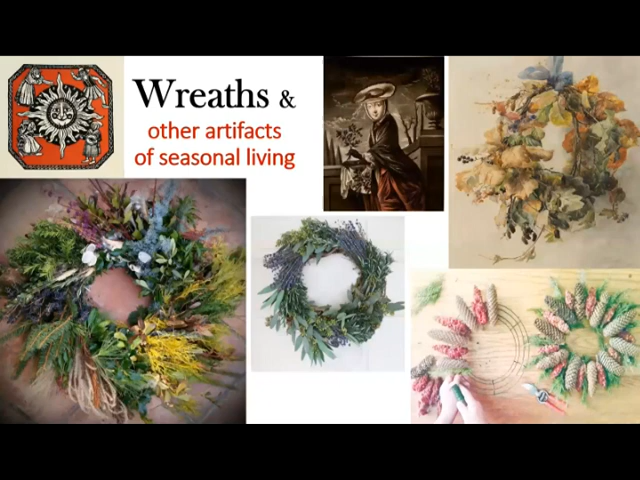 Wreaths &
other artifacts
of seasonal living